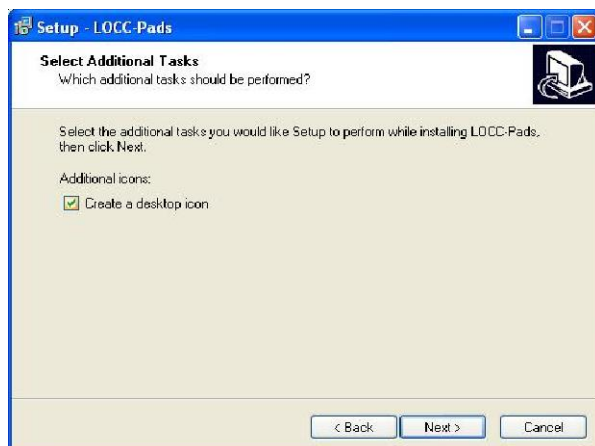 Setup - LOCC-Pads
Select Additional Tasks
Which additional tasks should be performed?
Select the additional tasks you would like Setup to perform while installing LOCC-Pads,
then click Next.
Additional icons:
Create a desktop icon
< Back
Next >
Cancel